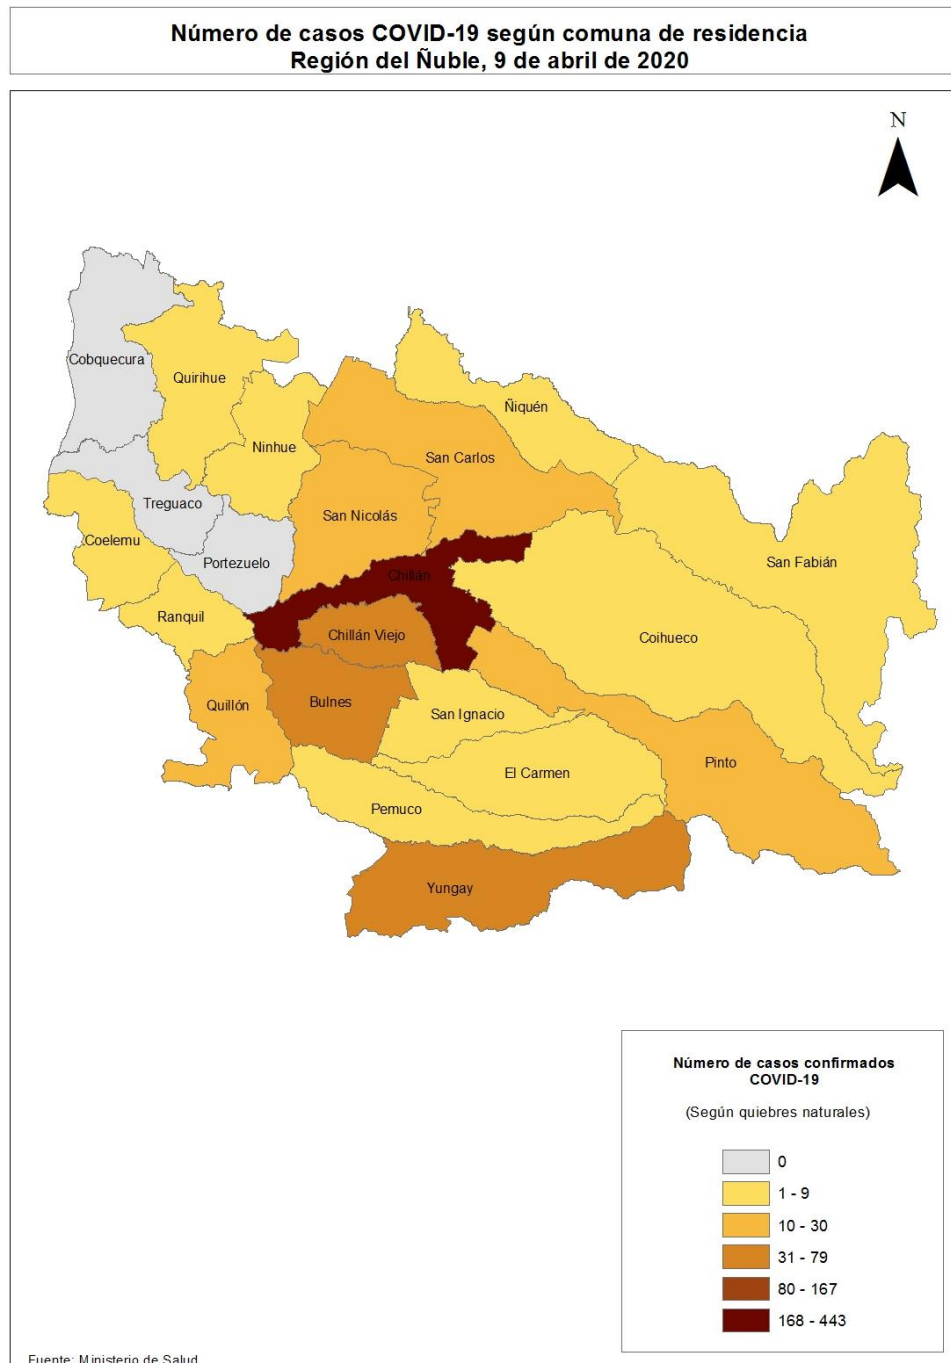 Número de casos COVID-19 según comuna de residencia
Región del Ñuble, 9 de abril de 2020
N
Cobquecura
Quirihue
Ñiquén
Ninhue
San Carlos
Treguaco
San Nicolás
Coelemu
Portezuelo
San Fabián
Chillán
Ranquil
Chillán Viejo
Coihueco
Quillón
Bulnes
San Ignacio
Pinto
El Carmen
Pemuco
Yungay
Número de casos confirmados
COVID-19
(Según quiebres naturales)
0
1 - 9
10 - 30
31 - 79
80 - 167
168 - 443
Fuente: Ministerio de Salud